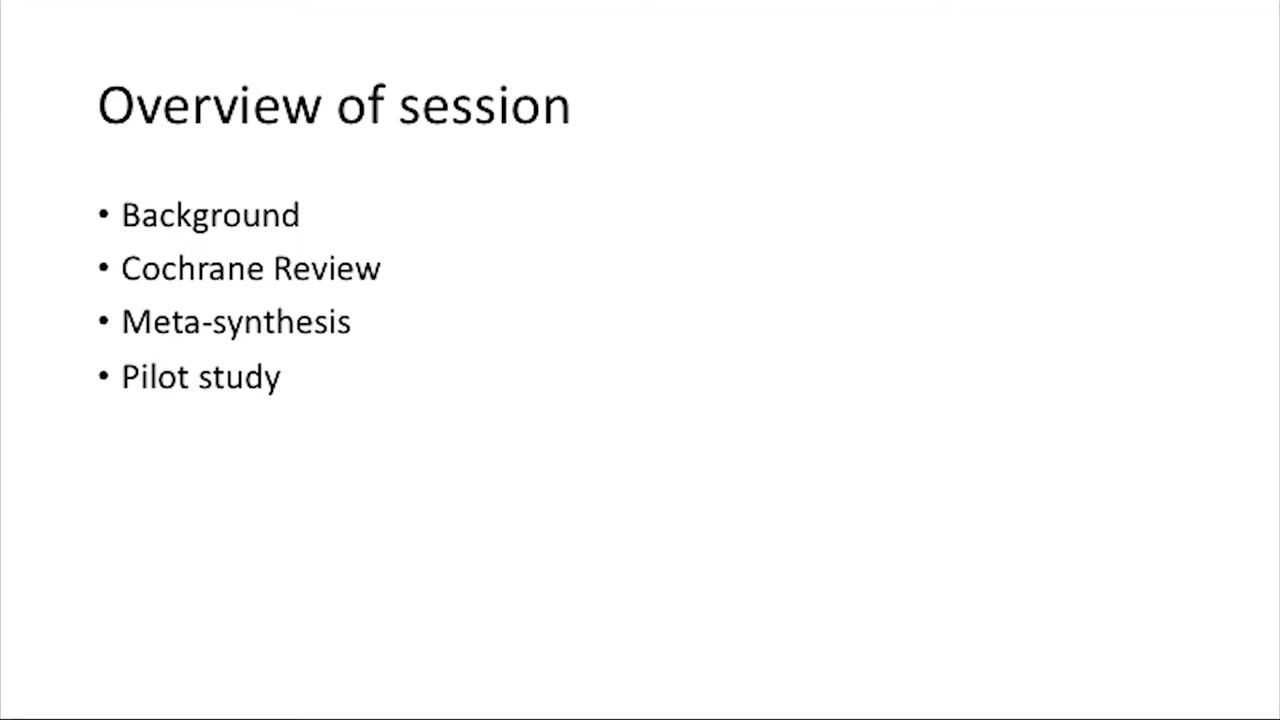 Overview of session
• Background
• Cochrane Review
• Meta-synthesis
• Pilot study